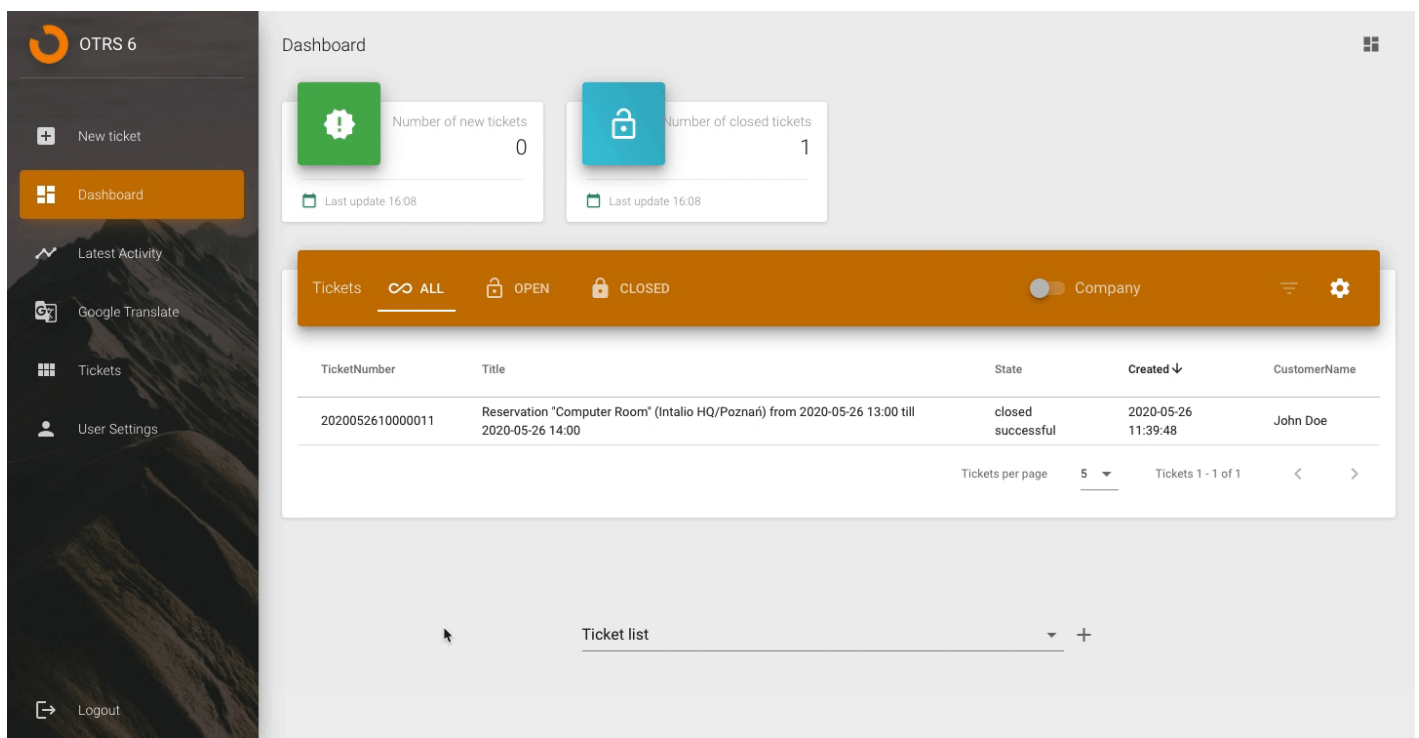 OTRS 6
New ticket
Dashboard
Latest Activity
Google Translate
Tickets
User Settings
Logout
Dashboard
Number of new tickets
0
Last update 16:08
Number of closed tickets
1
Last update 16:08
Tickets ALL OPEN CLOSED Company
TicketNumber Title State Created CustomerName
2020052610000011 Reservation "Computer Room" (Intalio HQ/Poznań) from 2020-05-26 13:00 till closed 2020-05-26 John Doe
2020-05-26 14:00 successful 11:39:48
Tickets per page 5 Tickets 1 - 1 of 1
Ticket list